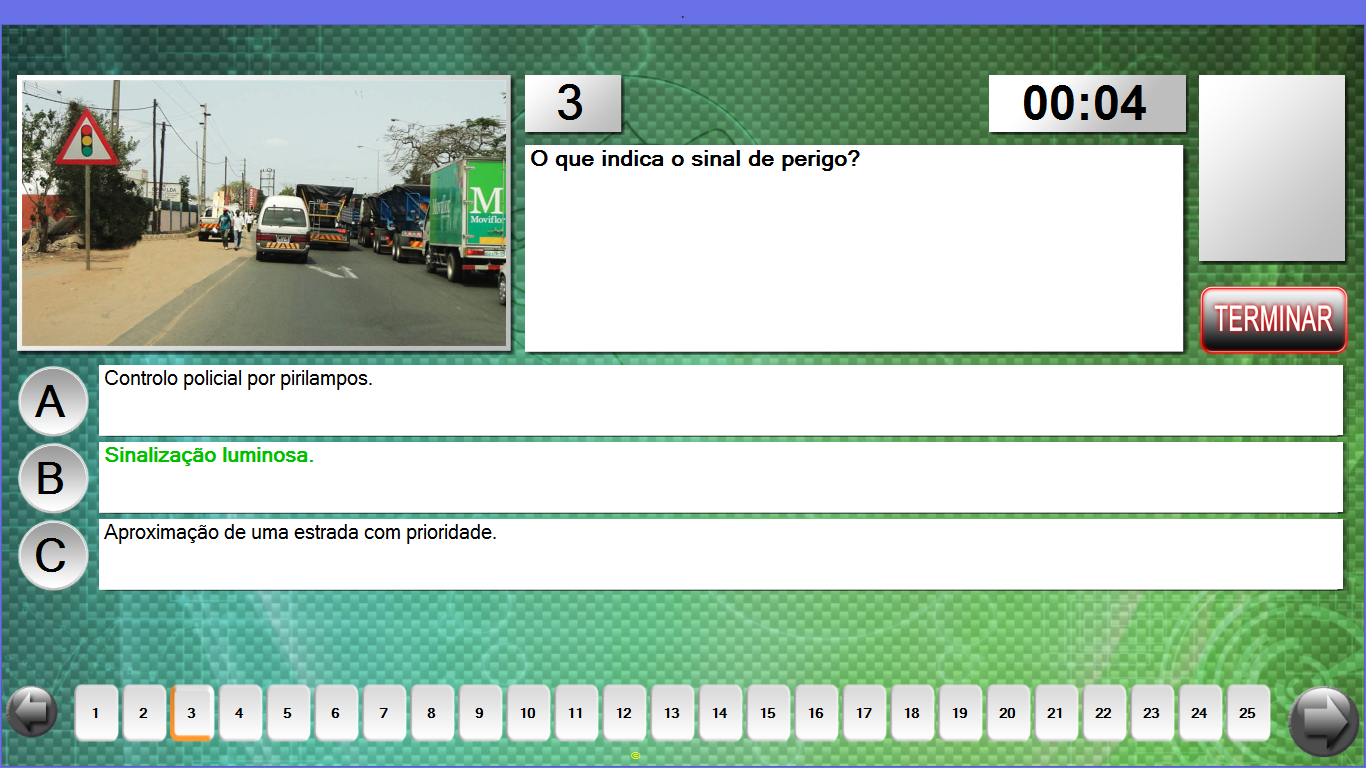 3
00:04
O que indica o sinal de perigo?
M
Moviflor
TERMINAR
A
Controlo policial por pirilampos.
B
Sinalização luminosa.
C
Aproximação de uma estrada com prioridade.
1 2 3 4 5 6 7 8 9 10 11 12 13 14 15 16 17 18 19 20 21 22 23 24 25